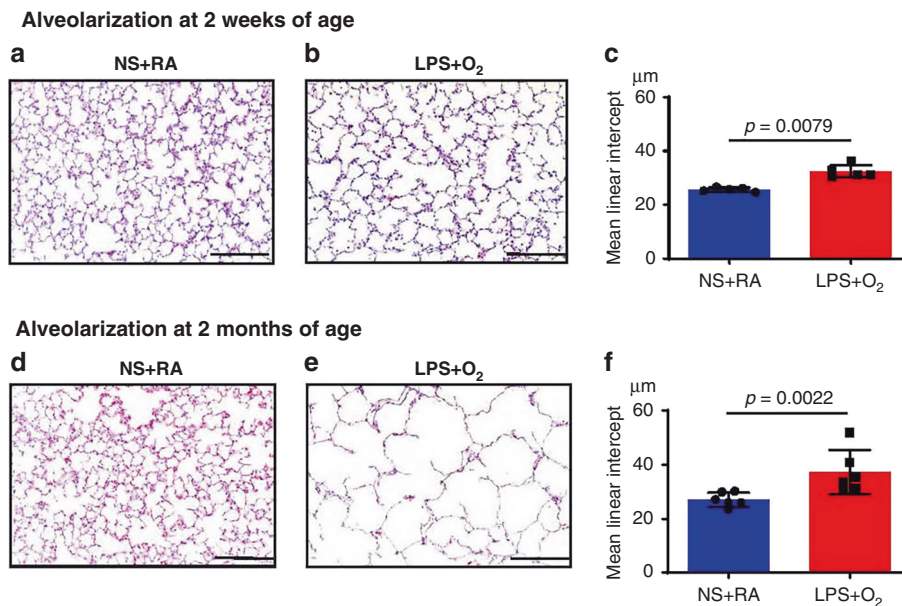 Alveolarization at 2 weeks of age
a
NS+RA
b
LPS+O₂
c
µm
Mean linear intercept
60
40
20
0
p = 0.0079
NS+RA
LPS+O₂
Alveolarization at 2 months of age
d
NS+RA
e
LPS+O₂
f
µm
Mean linear intercept
60
40
20
0
p = 0.0022
NS+RA
LPS+O₂